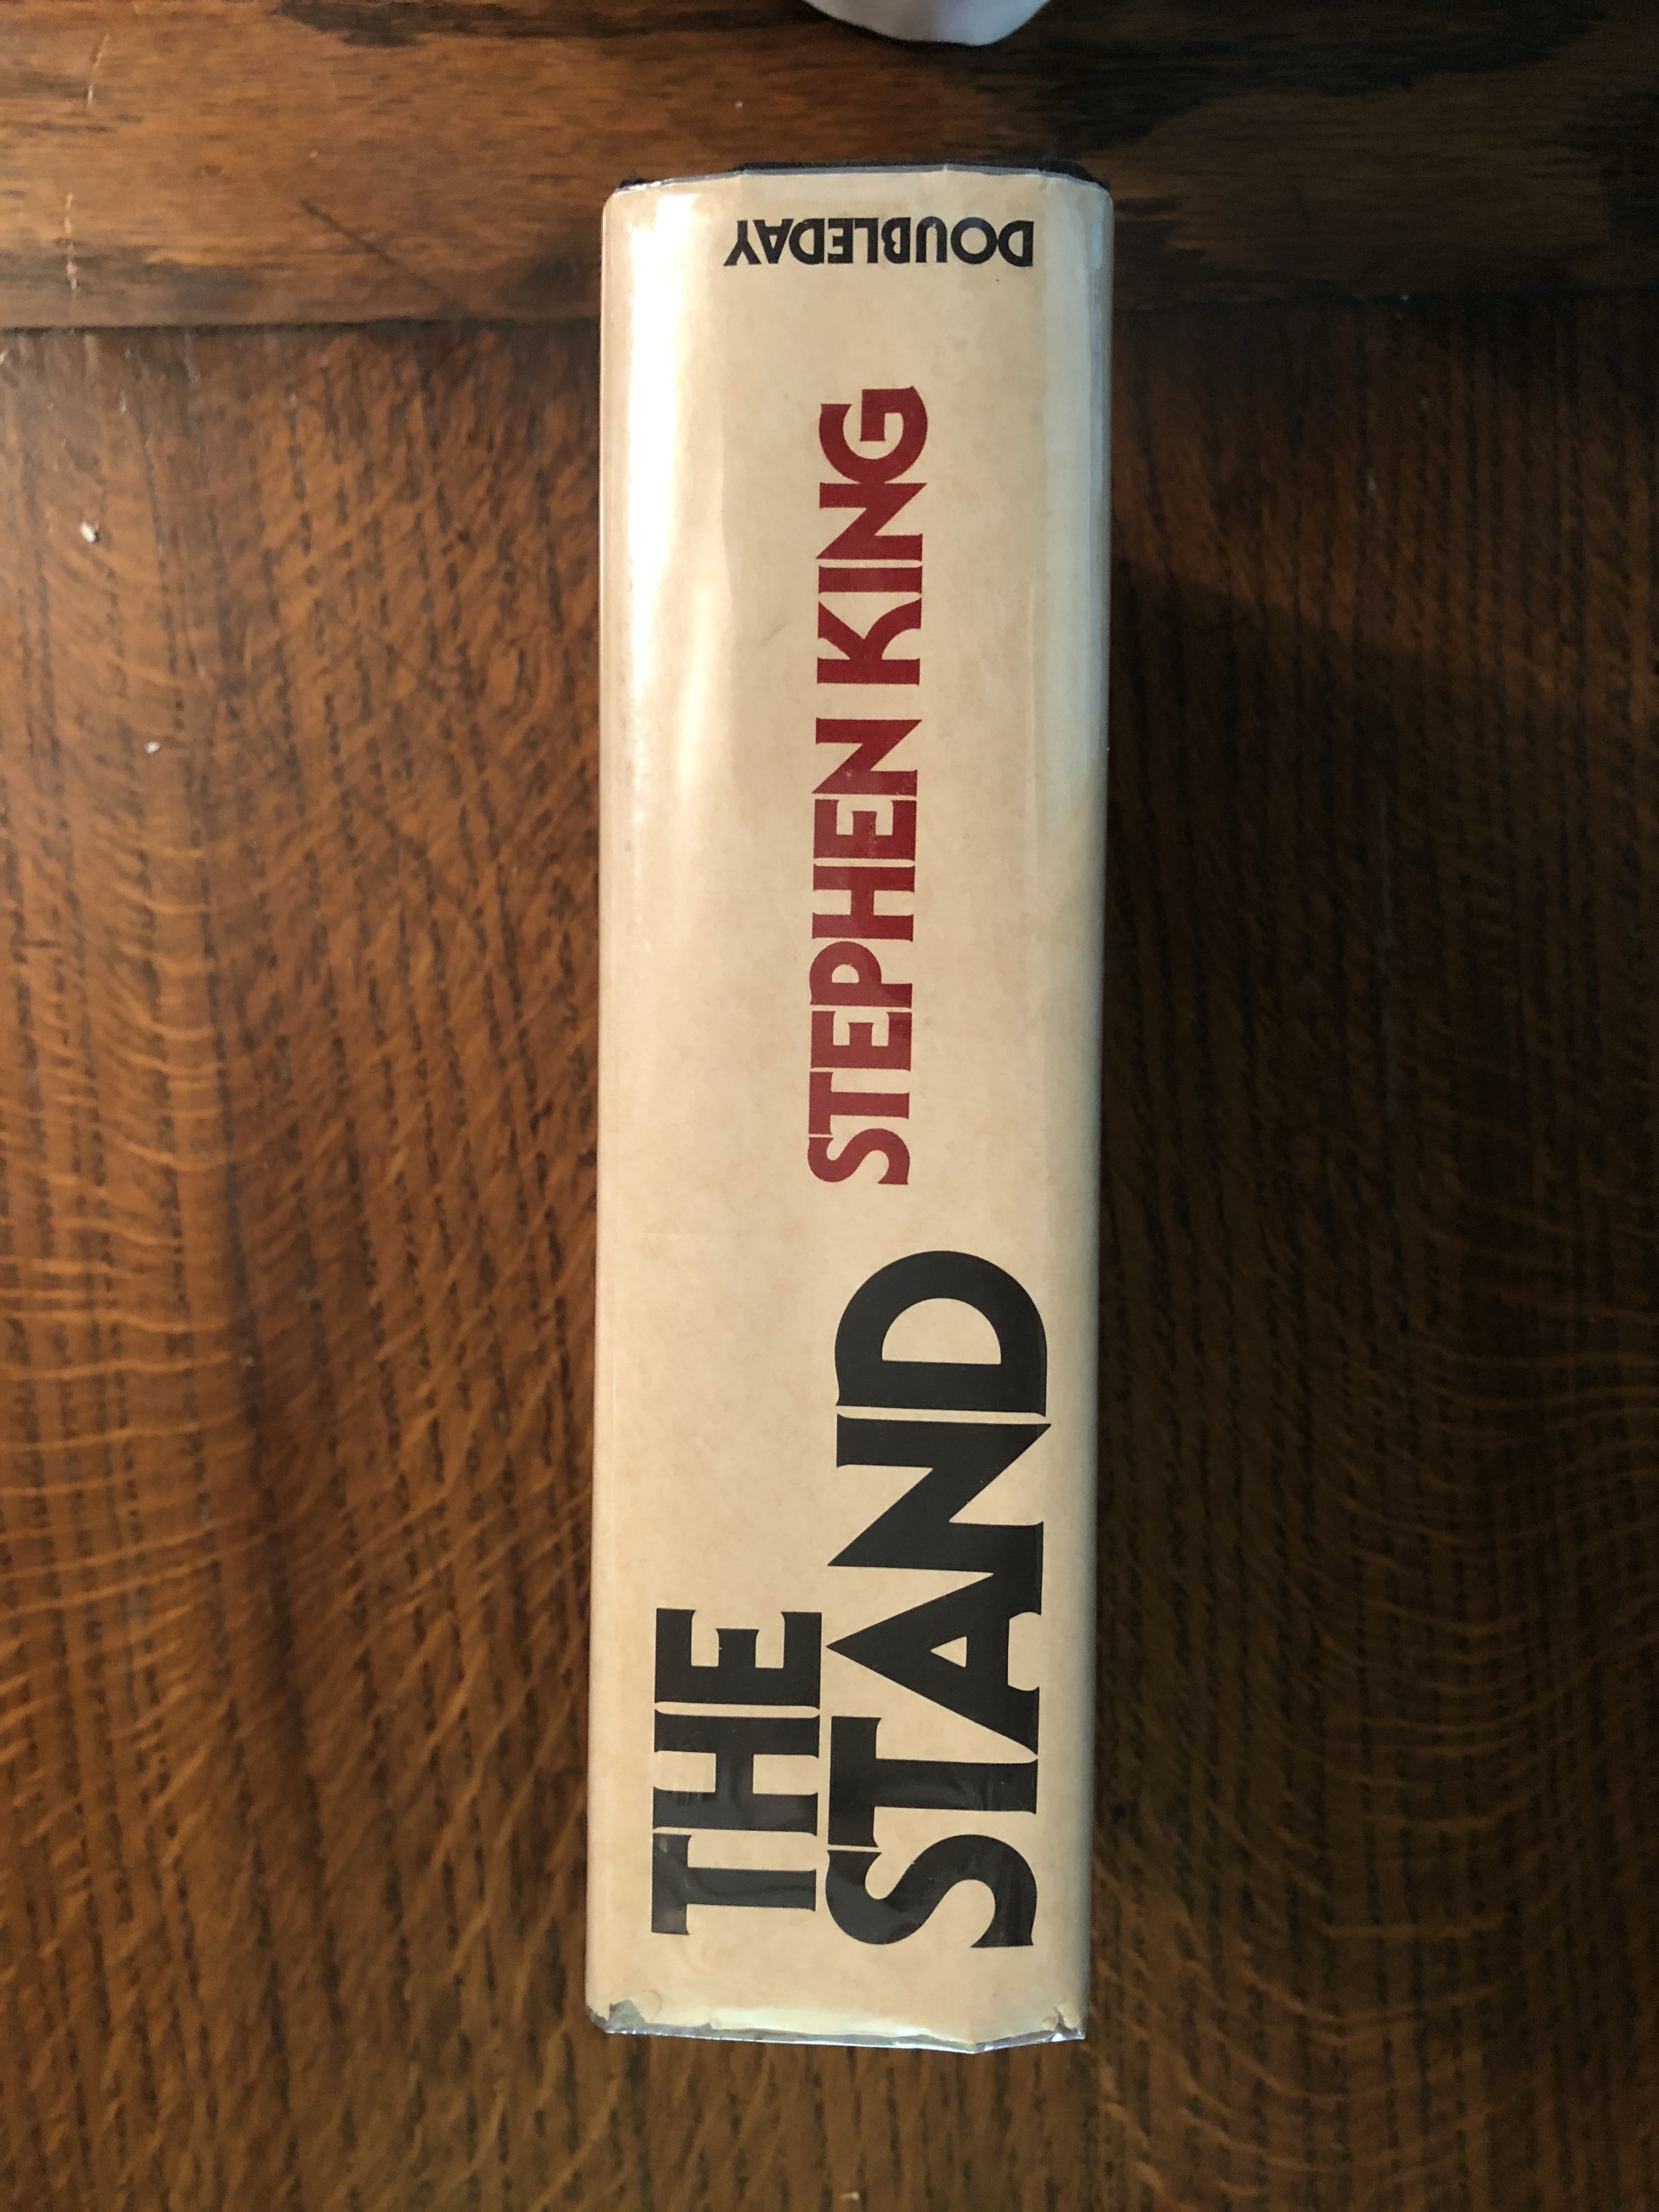 THE
STAND
STEPHEN KING
DOUBLEDAY